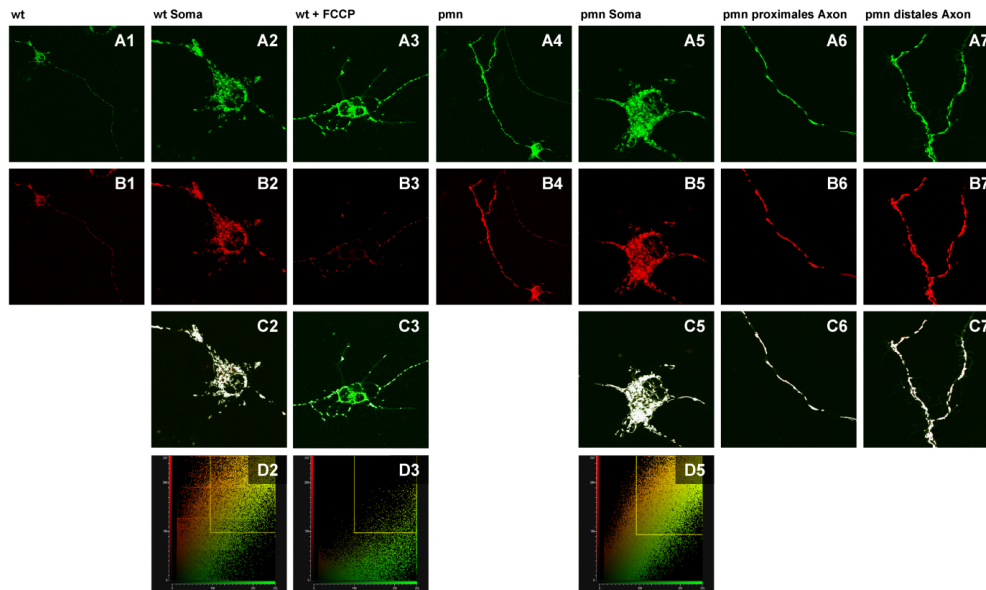 wt wt Soma wt + FCCP pmn pmn Soma pmn proximales Axon pmn distales Axon
A1 A2 A3 A4 A5 A6 A7
B1 B2 B3 B4 B5 B6 B7
C2 C3 C5 C6 C7
D2 D3 D5